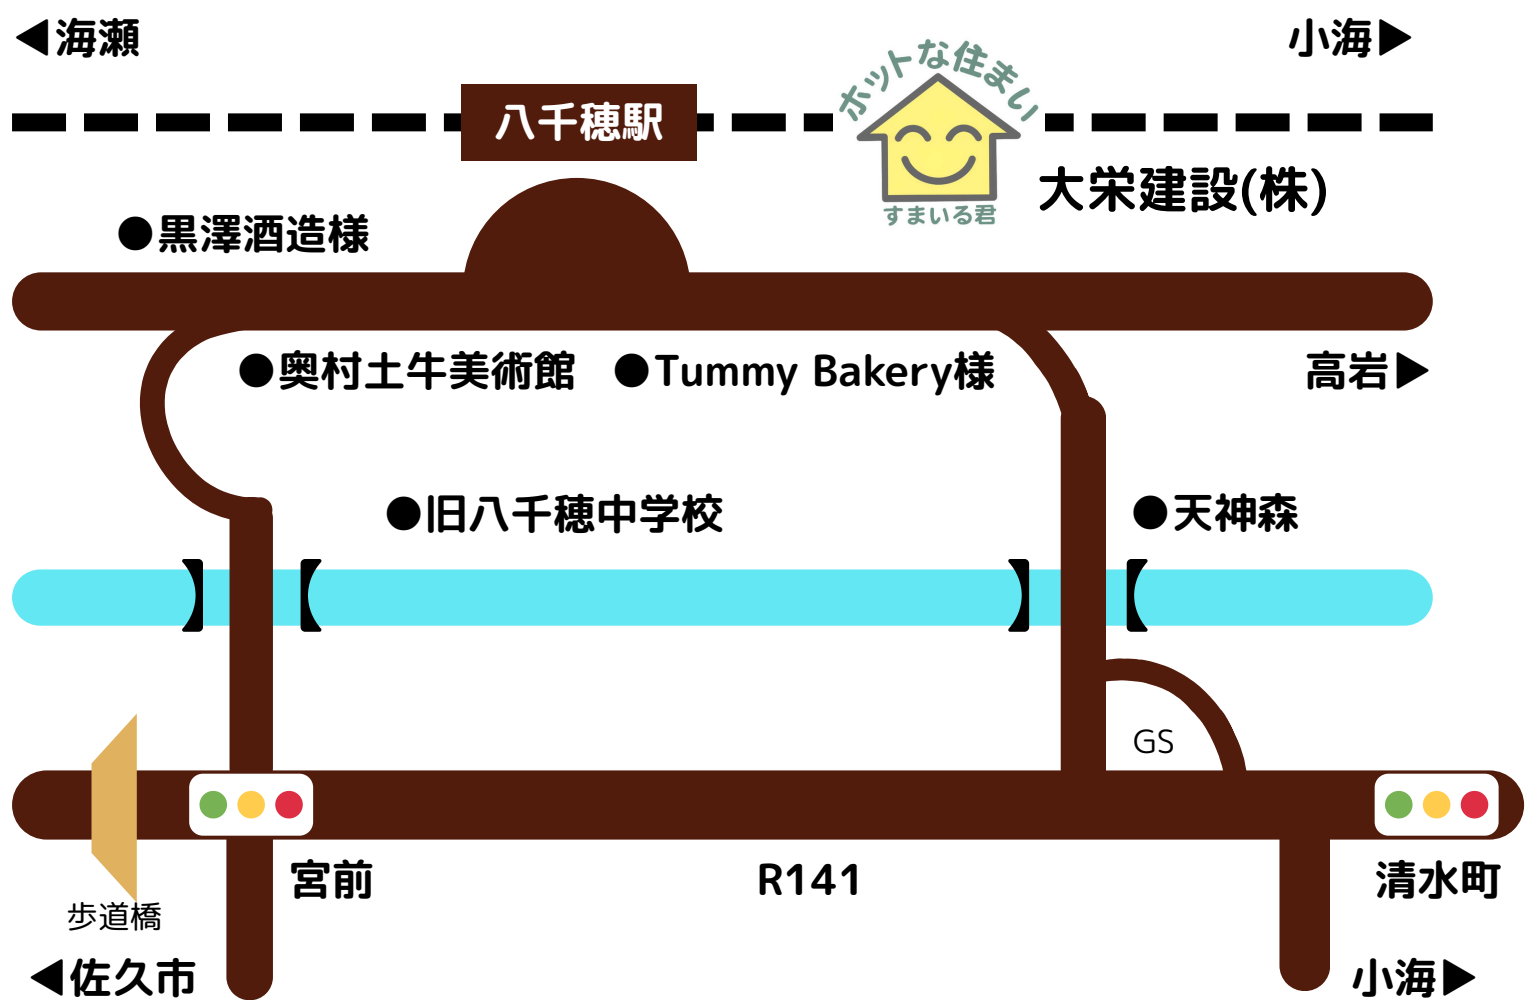 ◀海瀬
小海▶
ホットな住まい
八千穂駅
大栄建設(株)
すまいる君
●黒澤酒造様
●奥村土牛美術館
●Tummy Bakery様
高岩▶
●旧八千穂中学校
●天神森
GS
宮前
R141
清水町
歩道橋
◀佐久市
小海▶